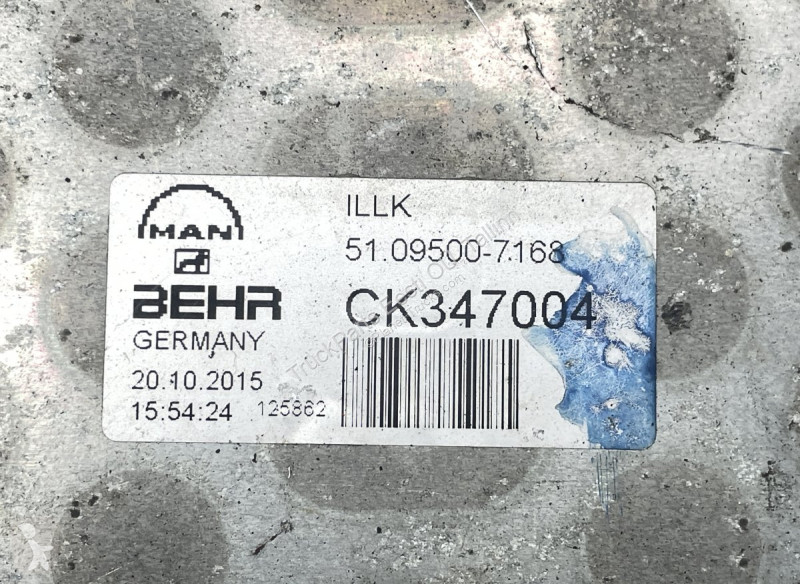 MAN
BEHR
GERMANY
20.10.2015
15:54:24 125862
ILLK
51.09500-7168
CK347004